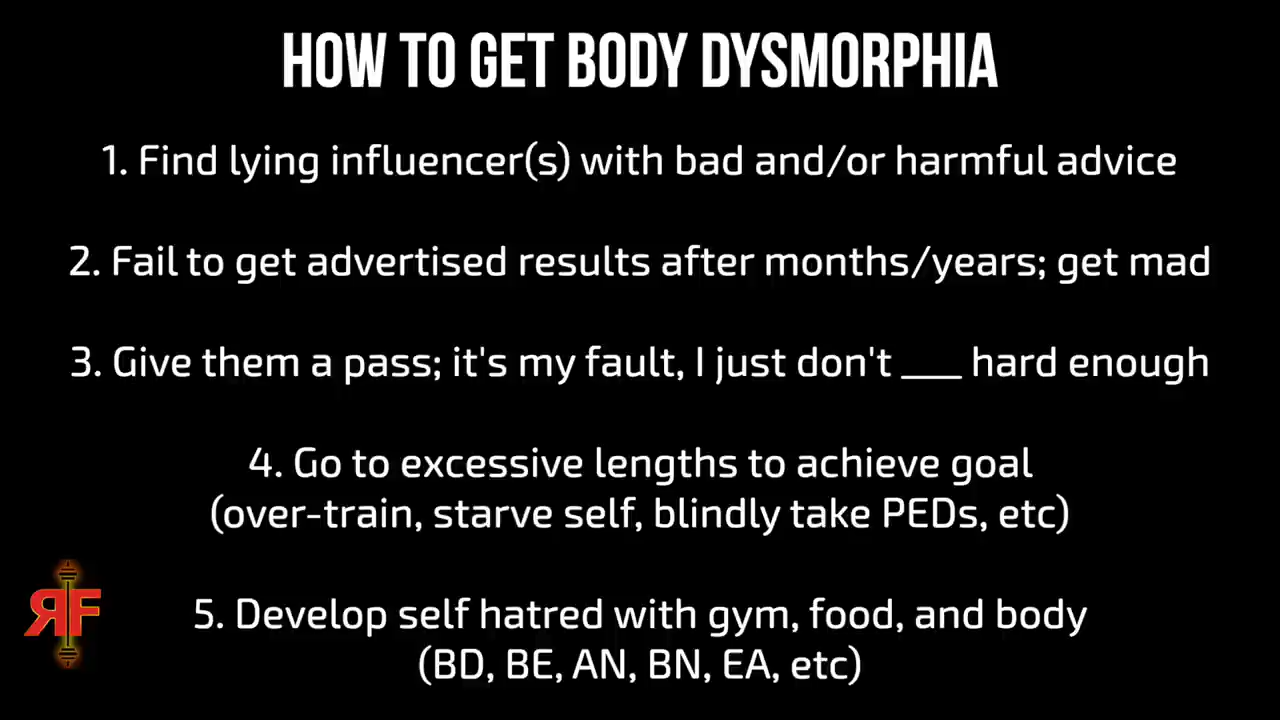 HOW TO GET BODY DYSMORPHIA
1. Find lying influencer(s) with bad and/or harmful advice
2. Fail to get advertised results after months/years; get mad
3. Give them a pass; it's my fault, I just don't ___ hard enough
4. Go to excessive lengths to achieve goal
(over-train, starve self, blindly take PEDs, etc)
5. Develop self hatred with gym, food, and body
(BD, BE, AN, BN, EA, etc)
RF